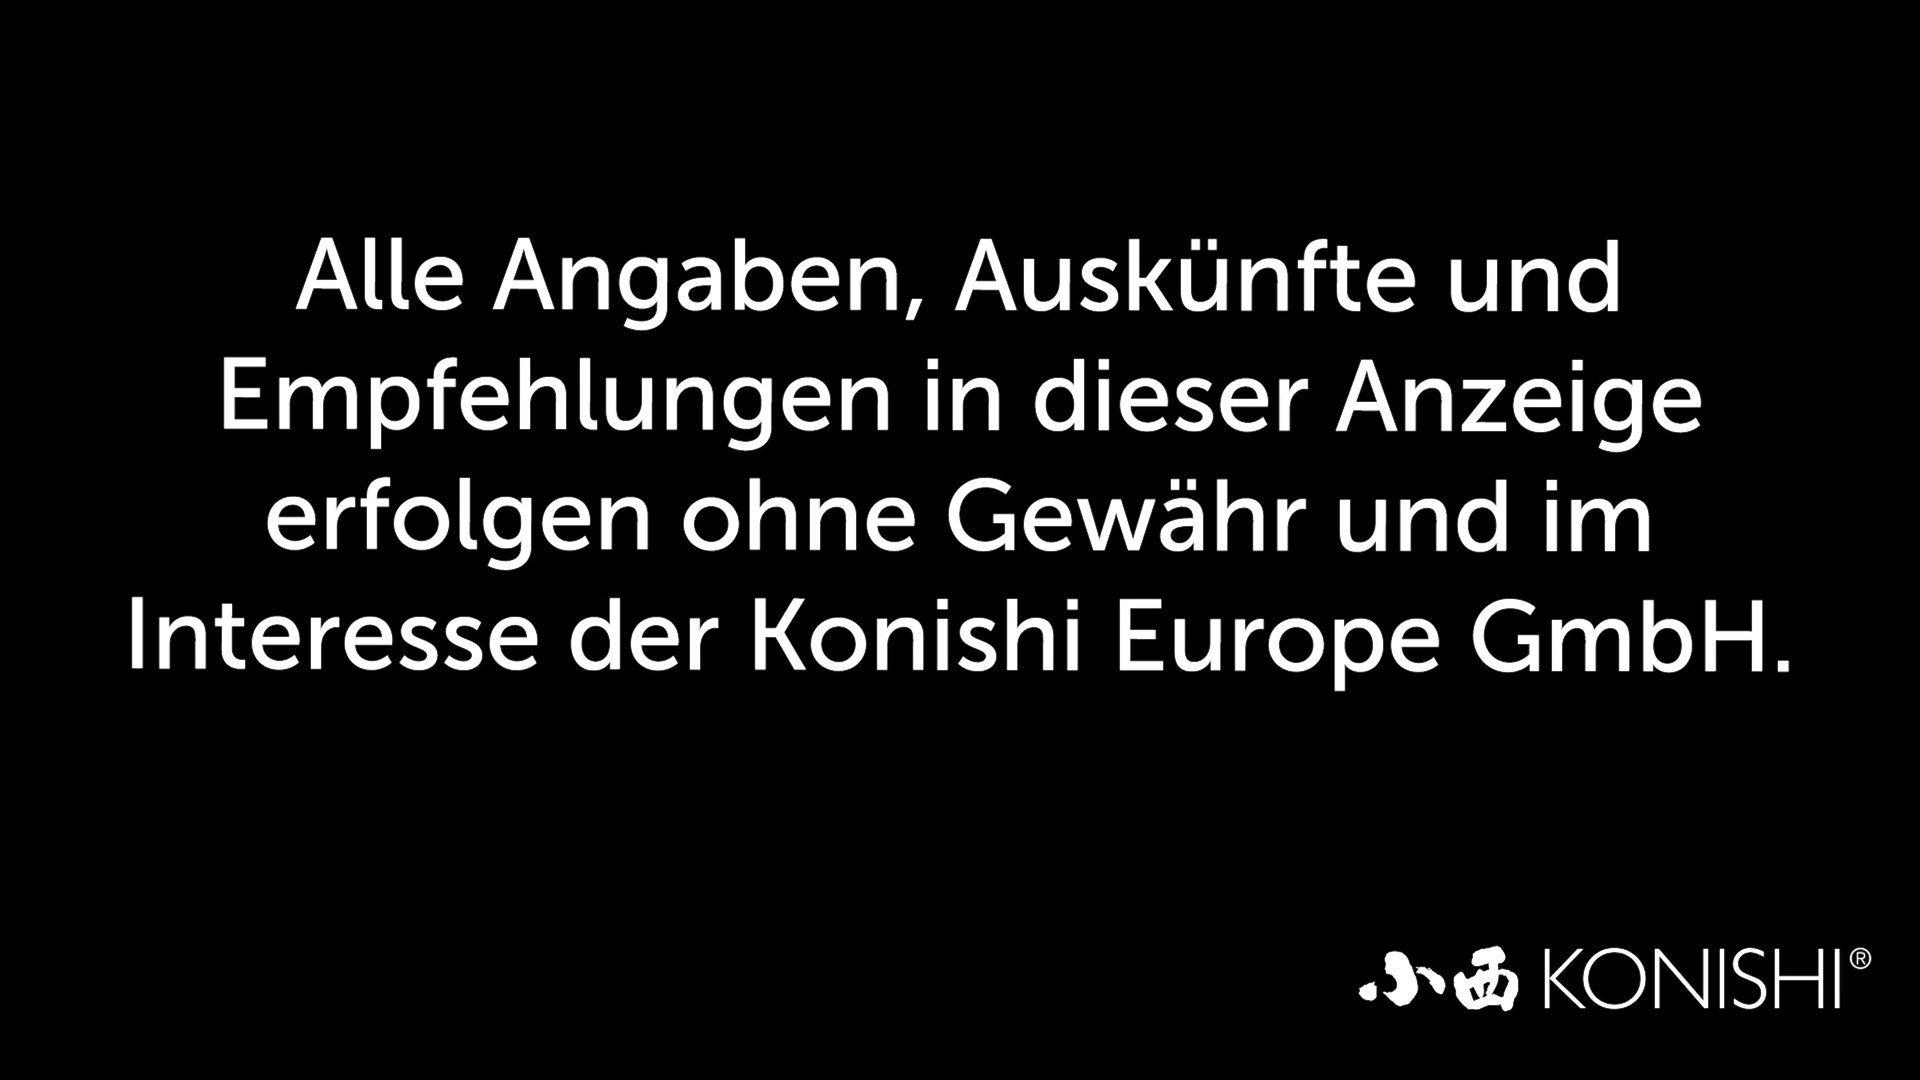 Alle Angaben, Auskünfte und
Empfehlungen in dieser Anzeige
erfolgen ohne Gewähr und im
Interesse der Konishi Europe GmbH.
小西 KONISHI®